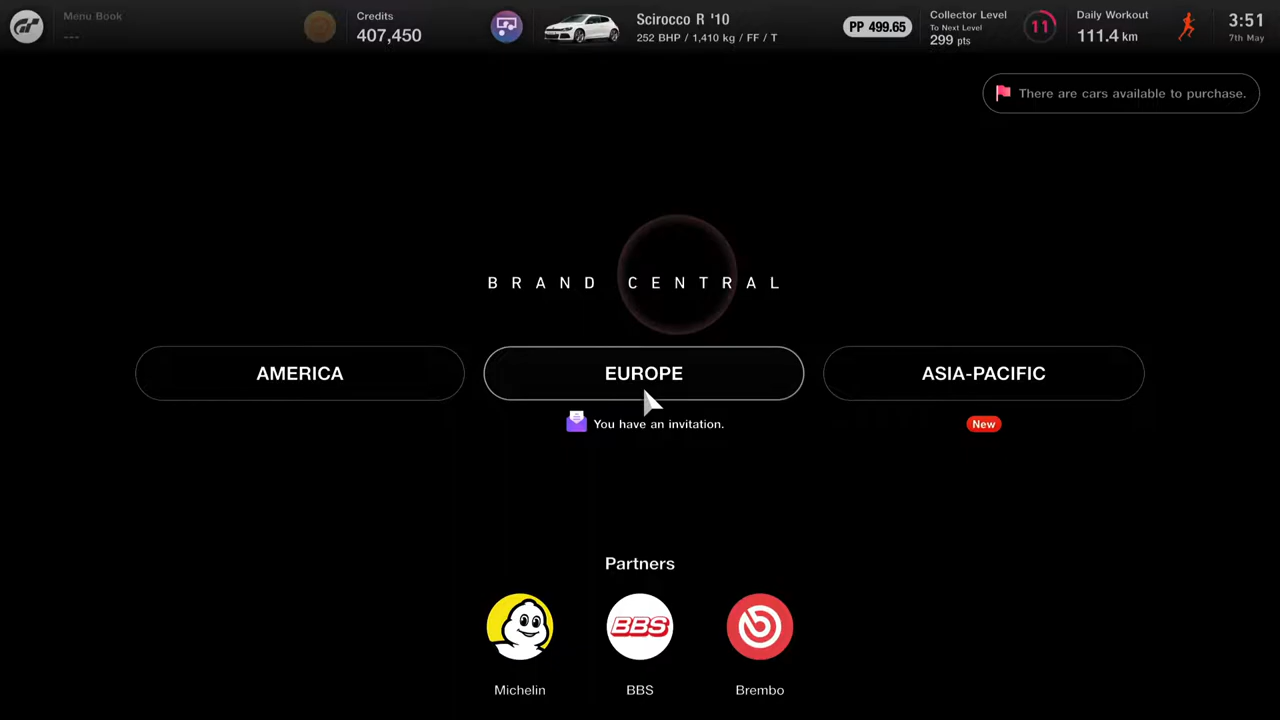 Menu Book
---
Credits
407,450
Scirocco R '10
252 BHP / 1,410 kg / FF / T
PP 499.65
Collector Level
To Next Level
299 pts
11
Daily Workout
111.4 km
3:51
7th May
There are cars available to purchase.
BRAND CENTRAL
AMERICA
EUROPE
ASIA-PACIFIC
You have an invitation.
New
Partners
BBS
Michelin
BBS
Brembo